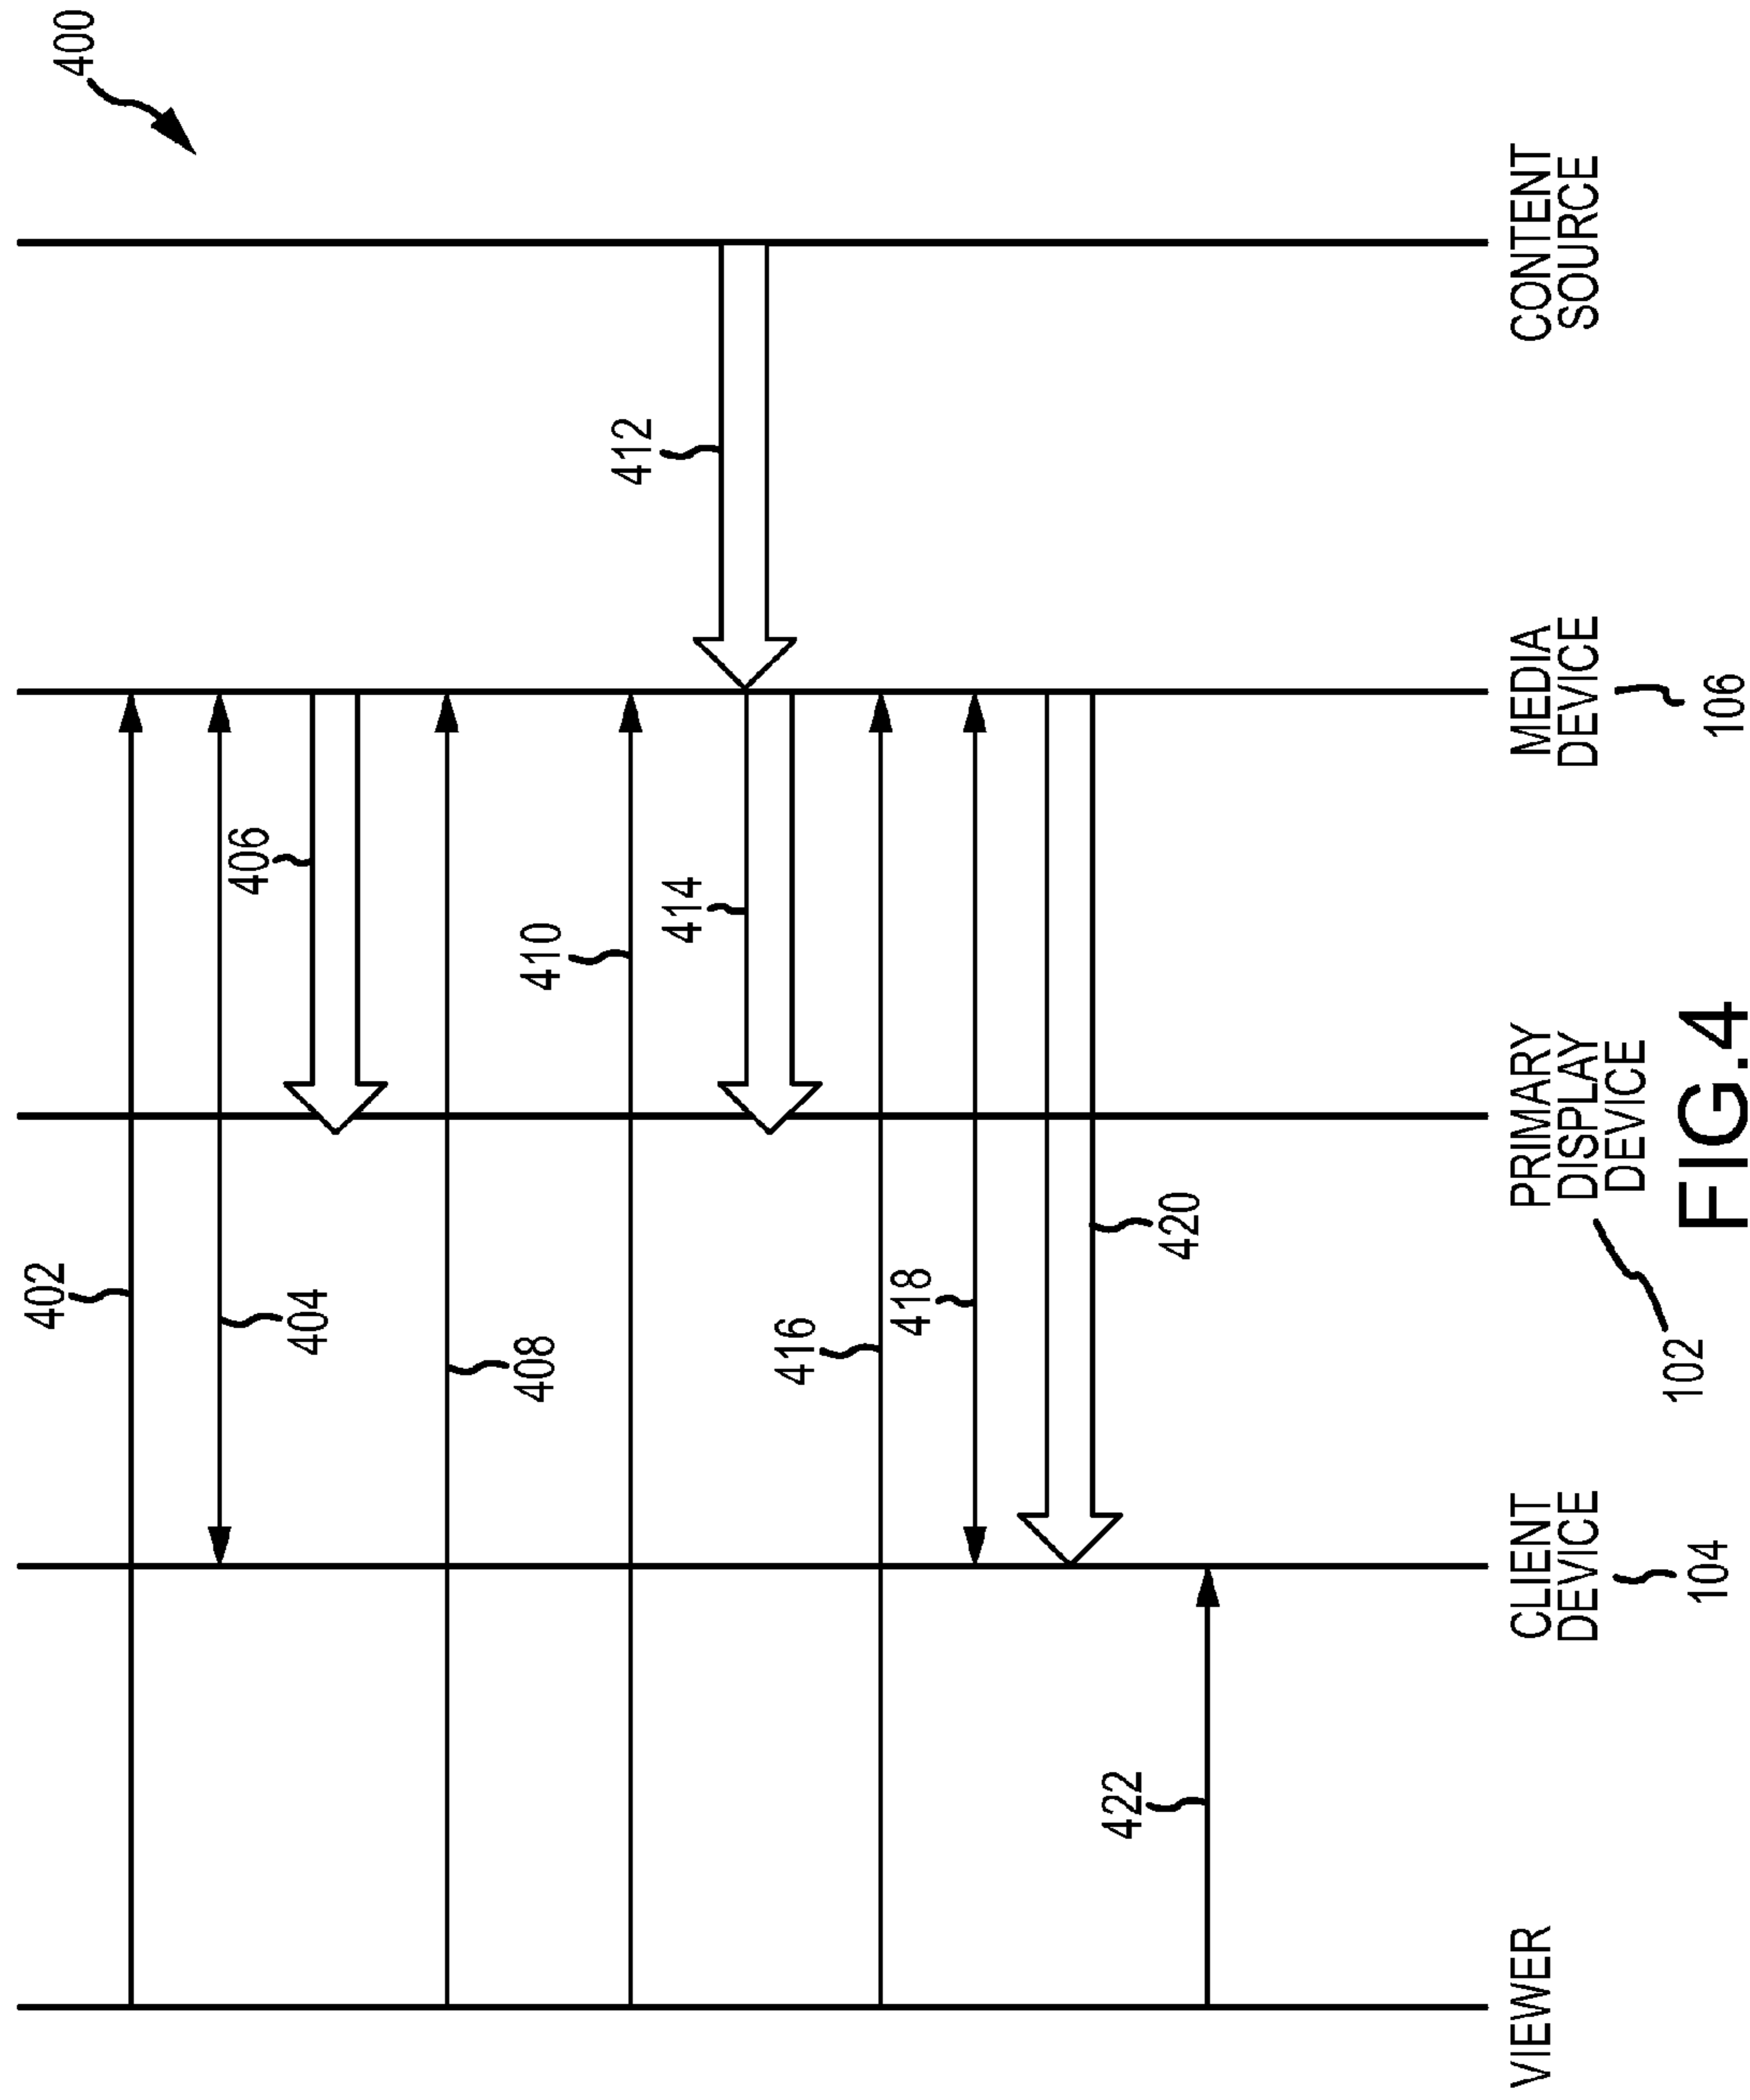 400
402
404
406
408
410
412
414
416
418
420
422
VIEWER
CLIENT
DEVICE
104
PRIMARY
DISPLAY
DEVICE
102
MEDIA
DEVICE
106
CONTENT
SOURCE
FIG.4